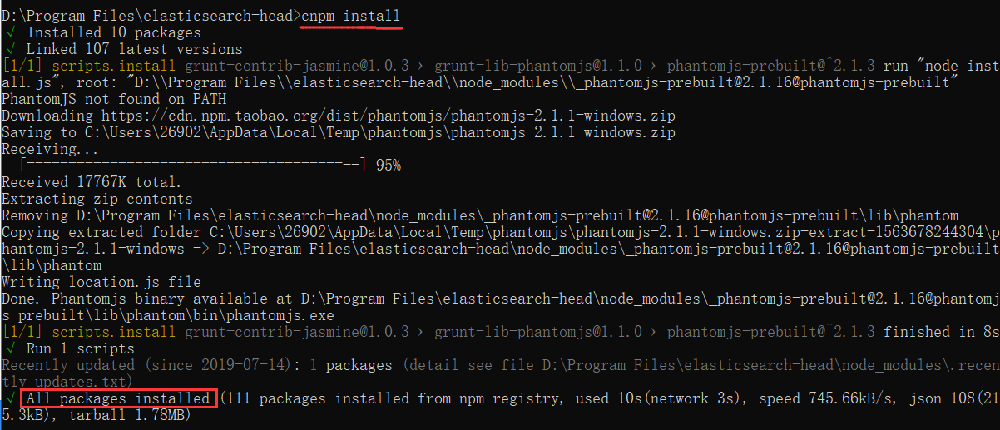 D:\Program Files\elasticsearch-head>cnpm install
√ Installed 10 packages
√ Linked 107 latest versions
[1/1] scripts.install grunt-contrib-jasmine@1.0.3 › grunt-lib-phantomjs@1.1.0 › phantomjs-prebuilt@^2.1.3 run "node inst
all.js", root: "D:\\Program Files\\elasticsearch-head\\node_modules\\_phantomjs-prebuilt@2.1.16@phantomjs-prebuilt"
PhantomJS not found on PATH
Downloading https://cdn.npm.taobao.org/dist/phantomjs/phantomjs-2.1.1-windows.zip
Saving to C:\Users\26902\AppData\Local\Temp\phantomjs\phantomjs-2.1.1-windows.zip
Receiving...
[======================================--] 95%
Received 17767K total.
Extracting zip contents
Removing D:\Program Files\elasticsearch-head\node_modules\_phantomjs-prebuilt@2.1.16@phantomjs-prebuilt\lib\phantom
Copying extracted folder C:\Users\26902\AppData\Local\Temp\phantomjs\phantomjs-2.1.1-windows.zip-extract-1563678244304\p
hantomjs-2.1.1-windows -> D:\Program Files\elasticsearch-head\node_modules\_phantomjs-prebuilt@2.1.16@phantomjs-prebuilt
\lib\phantom
Writing location.js file
Done. Phantomjs binary available at D:\Program Files\elasticsearch-head\node_modules\_phantomjs-prebuilt@2.1.16@phantomj
s-prebuilt\lib\phantom\bin\phantomjs.exe
[1/1] scripts.install grunt-contrib-jasmine@1.0.3 › grunt-lib-phantomjs@1.1.0 › phantomjs-prebuilt@^2.1.3 finished in 8s
√ Run 1 scripts
Recently updated (since 2019-07-14): 1 packages (detail see file D:\Program Files\elasticsearch-head\node_modules\.recen
tly_updates.txt)
√ All packages installed (111 packages installed from npm registry, used 10s(network 3s), speed 745.66kB/s, json 108(21
5.3kB), tarball 1.78MB)